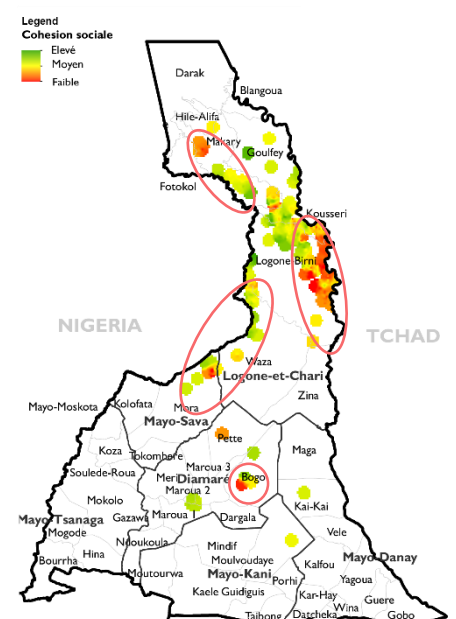 Legend
Cohesion sociale
Elevé
Moyen
Faible
Darak
Blangoua
Hile-Alifa
Makary
Goulfey
Fotokol
Kousseri
Logone Birni
NIGERIA
TCHAD
Waza
Logone-et-Chari
Zina
Mayo-Moskota
Kolofata
Mora
Mayo-Sava
Pette
Maga
Koza
Tokombere
Maroua 3
Soulede-Roua
Meri
Diamaré
Bogo
Maroua 2
Mokolo
Kai-Kai
Mayo-Tsanaga
Gazawa
Maroua 1
Dargala
Mogode
Vele
Ndoukoula
Mindif
Hina
Bourrha
Moulvoudaye
Mayo-Danay
Kalfou
Moutourwa
Mayo-Kani
Porhi
Yagoua
Kaele
Guidiguis
Kar-Hay
Guere
Wina
Taibong
Datcheka
Gobo